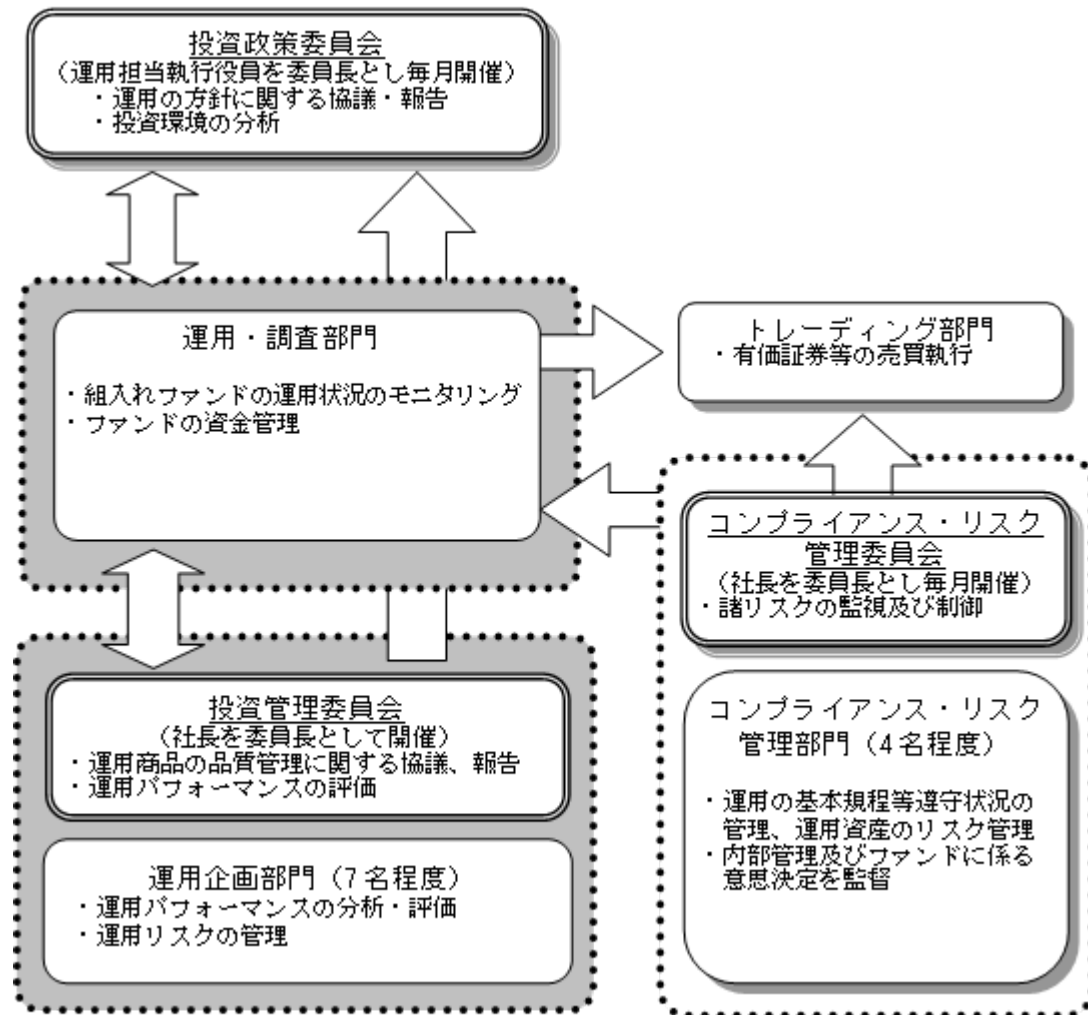 投資政策委員会
(運用担当執行役員を委員長とし毎月開催)
・運用の方針に関する協議・報告
・投資環境の分析
運用・調査部門
・組入れファンドの運用状況のモニタリング
・ファンドの資金管理
トレーディング部門
・有価証券等の売買執行
コンプライアンス・リスク
管理委員会
(社長を委員長とし毎月開催)
・諸リスクの監視及び制御
投資管理委員会
(社長を委員長として開催)
・運用商品の品質管理に関する協議、報告
・運用パフォーマンスの評価
運用企画部門(7名程度)
・運用パフォーマンスの分析・評価
・運用リスクの管理
コンプライアンス・リスク
管理部門(4名程度)
・運用の基本規程等遵守状況の
管理、運用資産のリスク管理
・内部管理及びファンドに係る
意思決定を監督